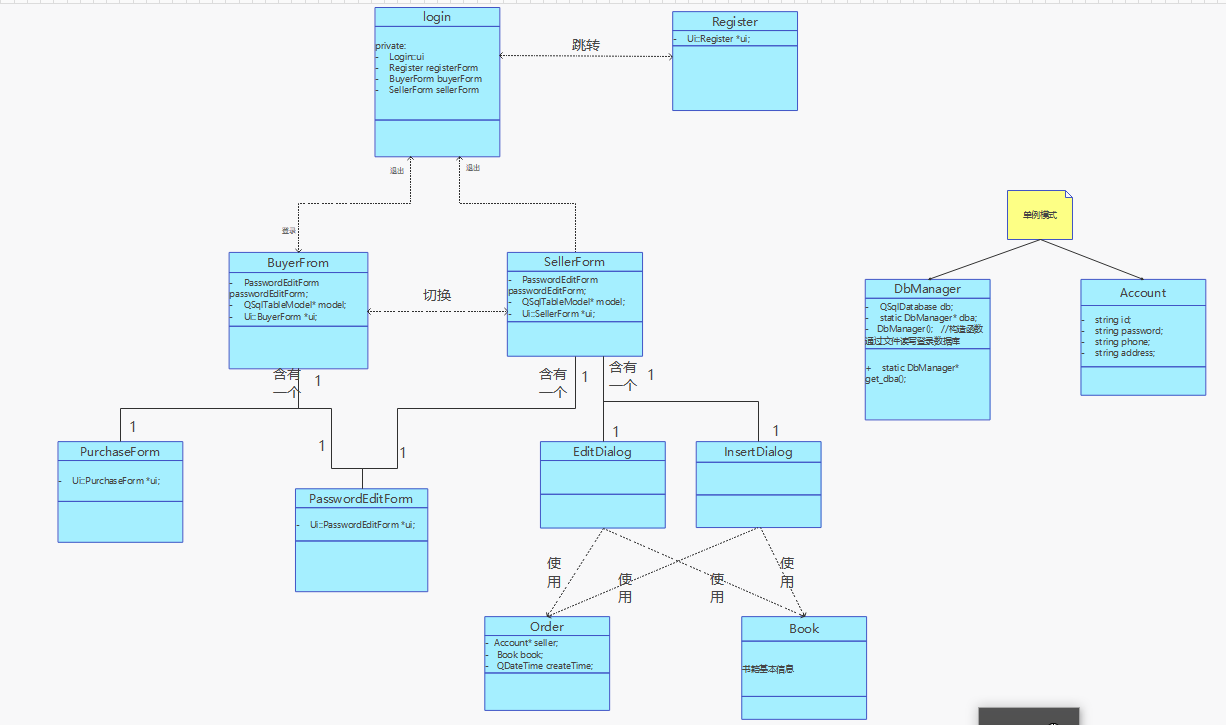 login
private:
- Login::ui
- Register registerForm
- BuyerForm buyerForm
- SellerForm sellerForm
跳转
Register
- Ui::Register *ui;
退出
退出
登录
BuyerFrom
- PasswordEditForm
passwordEditForm;
- QSqlTableModel* model;
- Ui::BuyerForm *ui;
切换
SellerForm
- PasswordEditForm
passwordEditForm;
- QSqlTableModel* model;
- Ui::SellerForm *ui;
单例模式
DbManager
- QSqlDatabase db;
- static DbManager* dba;
- DbManager(); //构造函数
通过文件读写登录数据库
+ static DbManager*
get_dba();
Account
- string id;
- string password;
- string phone;
- string address;
含有
一个
1
含有
一个
1
含有
一个
1
1
1
1
1
1
PurchaseForm
- Ui::PurchaseForm *ui;
PasswordEditForm
- Ui::PasswordEditForm *ui;
EditDialog
InsertDialog
使
用
使
用
使
用
使
用
Order
- Account* seller;
- Book book;
- QDateTime createTime;
Book
书籍基本信息